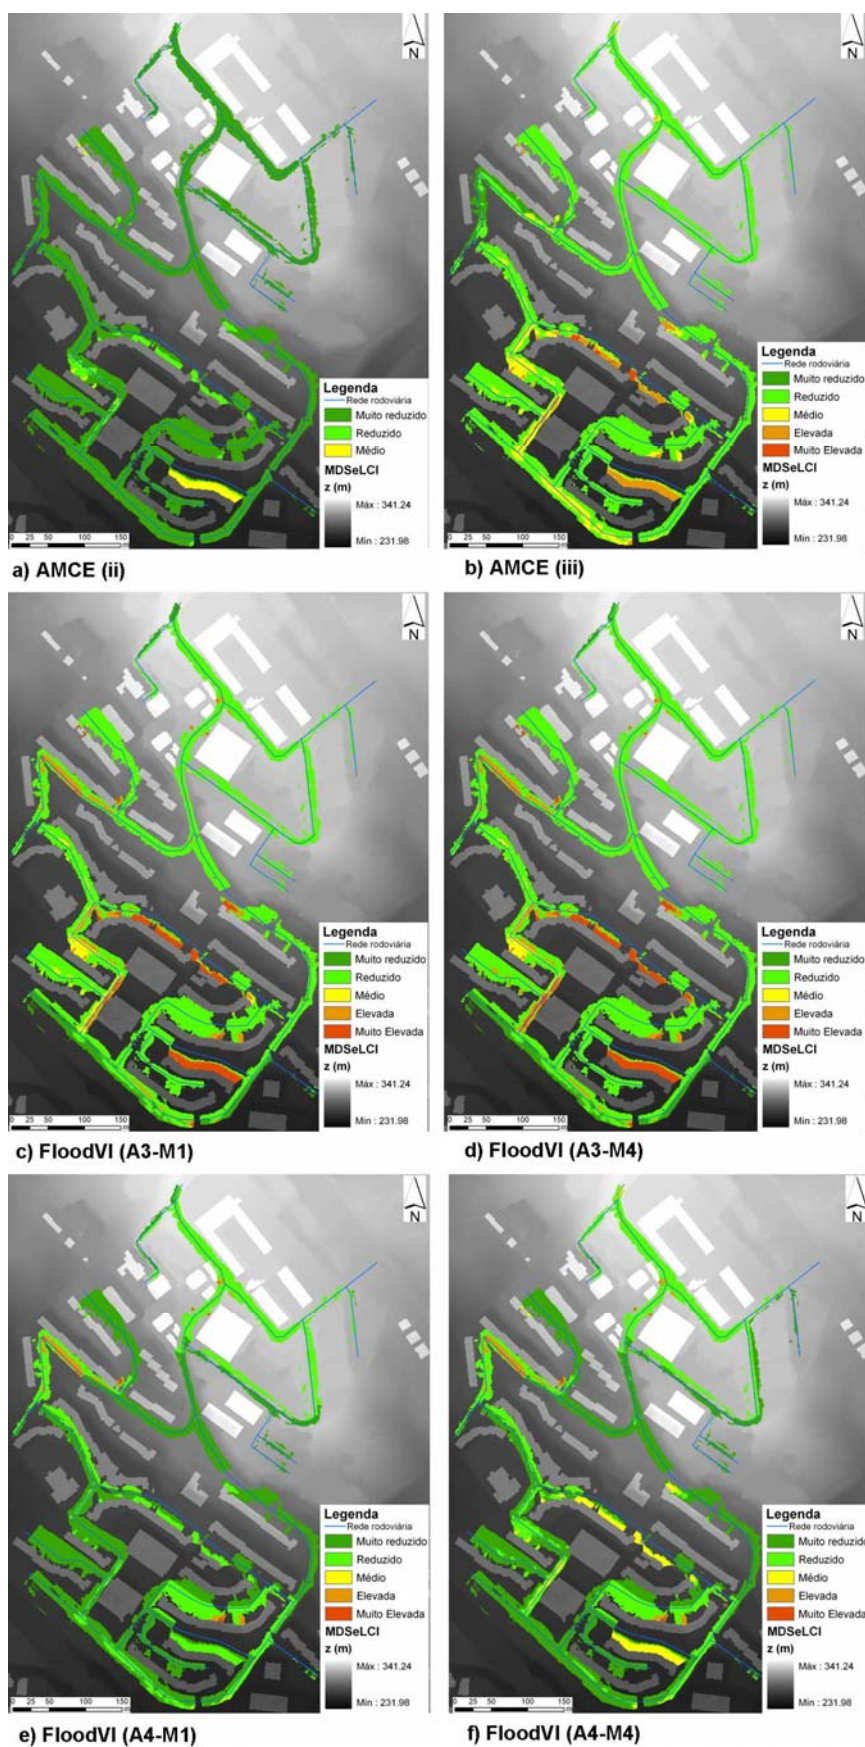 N
N
Legenda
Rede rodoviária
Muito reduzido
Reduzido
Médio
MDSeLCI
z (m)
Máx : 341.24
Min : 231.98
0 25 50 100 150
Legenda
Rede rodoviária
Muito reduzido
Reduzido
Médio
Elevada
Muito Elevada
MDSeLCI
z (m)
Máx : 341.24
Min : 231.98
0 25 50 100 150
a) AMCE (ii)
b) AMCE (iii)
N
N
Legenda
Rede rodoviária
Muito reduzido
Reduzido
Médio
Elevada
Muito Elevada
MDSeLCI
z (m)
Máx : 341.24
Min : 231.98
0 25 50 100 150
Legenda
Rede rodoviária
Muito reduzido
Reduzido
Médio
Elevada
Muito Elevada
MDSeLCI
z (m)
Máx : 341.24
Min : 231.98
0 25 50 100 150
c) FloodVI (A3-M1)
d) FloodVI (A3-M4)
N
N
Legenda
Rede rodoviária
Muito reduzido
Reduzido
Médio
Elevada
Muito Elevada
MDSeLCI
z (m)
Máx : 341.24
Min : 231.98
0 25 50 100 150
Legenda
Rede rodoviária
Muito reduzido
Reduzido
Médio
Elevada
Muito Elevada
MDSeLCI
z (m)
Máx : 341.24
Min : 231.98
0 25 50 100 150
e) FloodVI (A4-M1)
f) FloodVI (A4-M4)